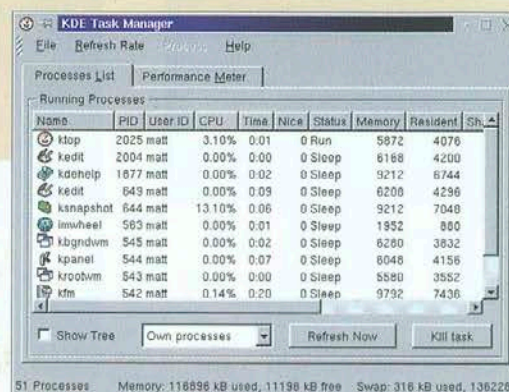 KDE Task Manager
File Refresh Rate Process Help
Processes List Performance Meter
Running Processes
Name PID User ID CPU Time Nice Status Memory Resident Sh
ktop 2025 matt 3.10% 0:01 0 Run 5872 4076
kedit 2004 matt 0.00% 0:00 0 Sleep 6168 4200
kdehelp 1877 matt 0.00% 0:02 0 Sleep 9212 6744
kedit 649 matt 0.00% 0:09 0 Sleep 6208 4296
ksnapshot 644 matt 13.10% 0:06 0 Sleep 9212 7048
imwheel 563 matt 0.00% 0:01 0 Sleep 1952 880
kbgndwm 545 matt 0.00% 0:02 0 Sleep 6280 3832
kpanel 544 matt 0.00% 0:07 0 Sleep 6048 4156
krootwm 543 matt 0.00% 0:00 0 Sleep 5580 3552
kfm 542 matt 0.14% 0:20 0 Sleep 9792 7436
Show Tree Own processes Refresh Now Kill task
51 Processes Memory: 116896 kB used, 11196 kB free Swap: 316 kB used, 136228